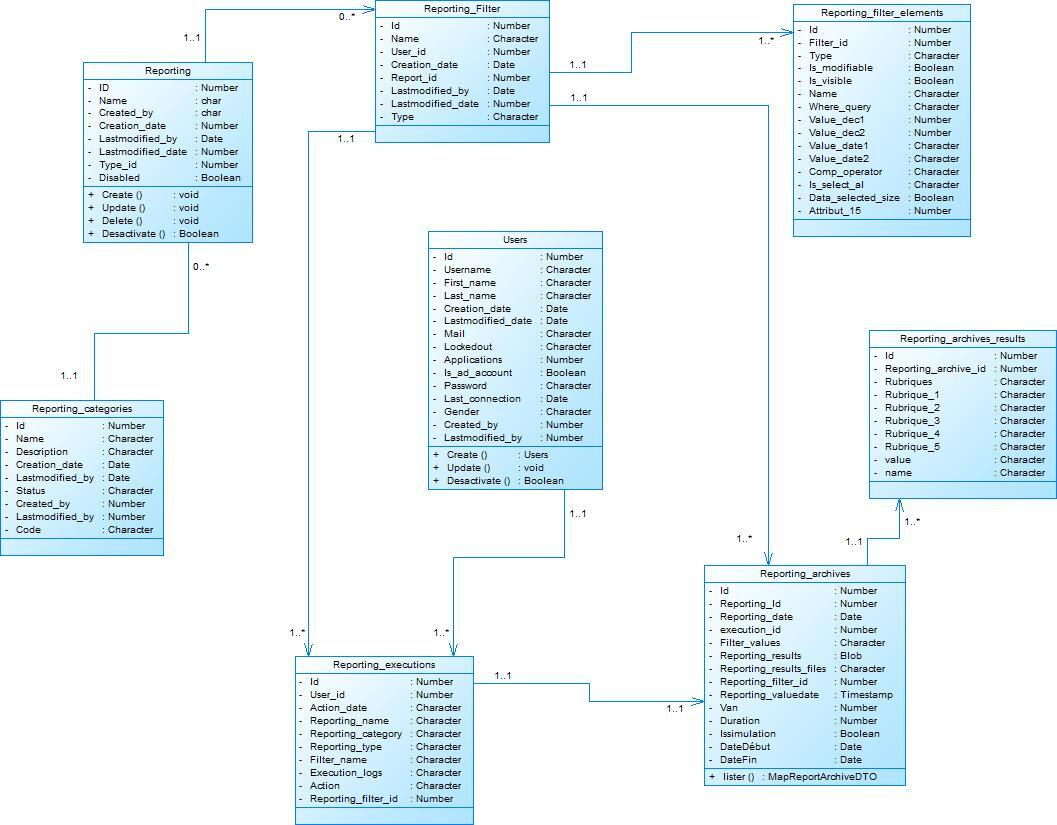 Reporting_Filter
- Id : Number
- Name : Character
- User_id : Number
- Creation_date : Date
- Report_id : Number
- Lastmodified_by : Date
- Lastmodified_date : Number
- Type : Character
0..*
1..1
1..1
1..1
1..1
1..*
Reporting_filter_elements
- Id : Number
- Filter_id : Number
- Type : Character
- Is_modifiable : Boolean
- Is_visible : Boolean
- Name : Character
- Where_query : Character
- Value_dec1 : Character
- Value_dec2 : Character
- Value_date1 : Character
- Value_date2 : Character
- Comp_operator : Character
- Is_select_al : Character
- Data_selected_size : Boolean
- Attribut_15 : Number
Reporting
- ID : Number
- Name : char
- Created_by : char
- Creation_date : Number
- Lastmodified_by : Date
- Lastmodified_date : Number
- Type_id : Number
- Disabled : Boolean
+ Create () : void
+ Update () : void
+ Delete () : void
+ Desactivate () : Boolean
0..*
1..1
Users
- Id : Number
- Username : Character
- First_name : Character
- Last_name : Character
- Creation_date : Date
- Lastmodified_date : Date
- Mail : Character
- Lockedout : Character
- Applications : Number
- Is_ad_account : Boolean
- Password : Character
- Last_connection : Date
- Gender : Character
- Created_by : Number
- Lastmodified_by : Number
+ Create () : Users
+ Update () : void
+ Desactivate () : Boolean
1..1
Reporting_archives_results
- Id : Number
- Reporting_archive_id : Number
- Rubriques : Character
- Rubrique_1 : Character
- Rubrique_2 : Character
- Rubrique_3 : Character
- Rubrique_4 : Character
- Rubrique_5 : Character
- value : Character
- name : Character
1..*
1..1
1..*
Reporting_categories
- Id : Number
- Name : Character
- Description : Character
- Creation_date : Date
- Lastmodified_by : Date
- Status : Character
- Created_by : Number
- Lastmodified_by : Number
- Code : Character
Reporting_archives
- Id : Number
- Reporting_Id : Number
- Reporting_date : Date
- execution_id : Number
- Filter_values : Character
- Reporting_results : Blob
- Reporting_results_files : Character
- Reporting_filter_id : Number
- Reporting_valuedate : Timestamp
- Van : Number
- Duration : Number
- Issimulation : Boolean
- DateDébut : Date
- DateFin : Date
+ lister () : MapReportArchiveDTO
1..*
1..*
Reporting_executions
- Id : Number
- User_id : Number
- Action_date : Character
- Reporting_name : Character
- Reporting_category : Character
- Reporting_type : Character
- Filter_name : Character
- Execution_logs : Character
- Action : Character
- Reporting_filter_id : Number
1..1
1..1